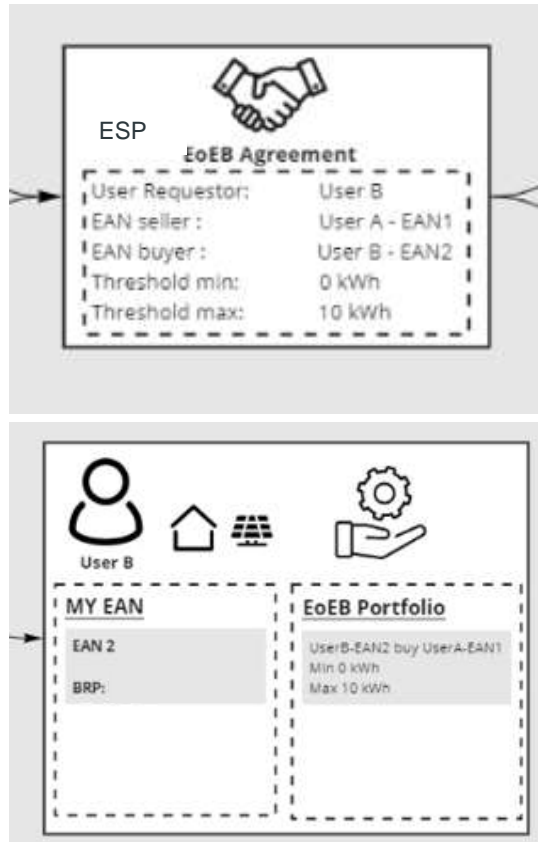 ESP
EoEB Agreement
User Requestor: User B
EAN seller : User A - EAN1
EAN buyer : User B - EAN2
Threshold min: 0 kWh
Threshold max: 10 kWh
User B
MY EAN
EAN 2
BRP:
EoEB Portfolio
UserB-EAN2 buy UserA-EAN1
Min 0 kWh
Max 10 kWh